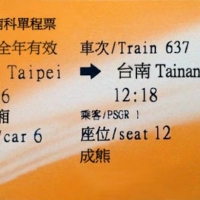 科單程票
全年有效 車次/Train 637
Taipei ➡ 台南 Tainan
6 12:18
廂 乘客/PSGR 1
/car 6 座位/seat 12
成熊